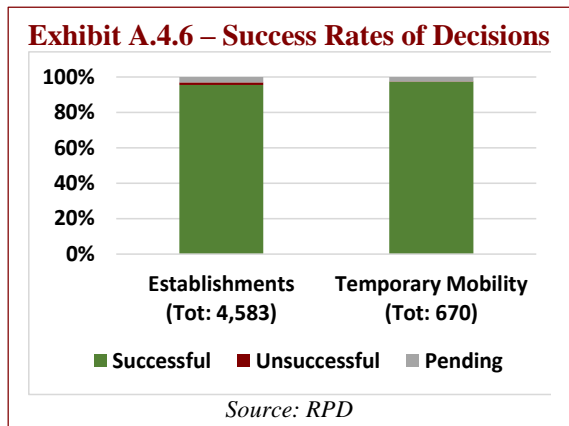 Exhibit A.4.6 – Success Rates of Decisions
100%
80%
60%
40%
20%
0%
Establishments
(Tot: 4,583)
Temporary Mobility
(Tot: 670)
Successful
Unsuccessful
Pending
Source: RPD